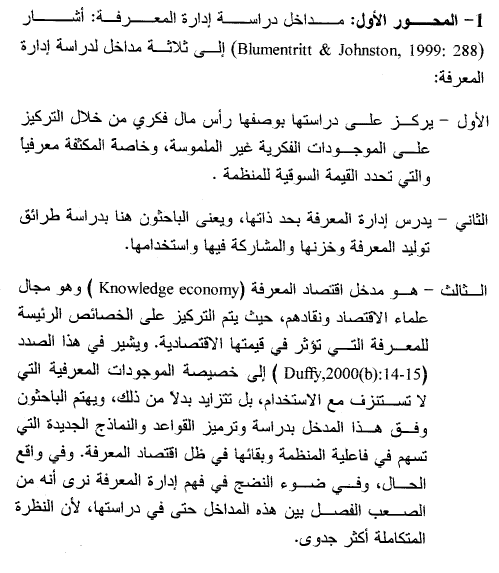 1- المحور الأول: مداخل دراسة إدارة المعرفة: أشار
(Blumentritt & Johnston, 1999: 288) إلى ثلاثة مداخل لدراسة إدارة
المعرفة:
الأول - يركز على دراستها بوصفها رأس مال فكري من خلال التركيز
على الموجودات الفكرية غير الملموسة، وخاصة المكثفة معرفياً
والتي تحدد القيمة السوقية للمنظمة .
الثاني - يدرس إدارة المعرفة بحد ذاتها، ويعنى الباحثون هنا بدراسة طرائق
توليد المعرفة وخزنها والمشاركة فيها واستخدامها.
الثالث - هو مدخل اقتصاد المعرفة (Knowledge economy ) وهو مجال
علماء الاقتصاد ونقادهم، حيث يتم التركيز على الخصائص الرئيسة
للمعرفة التي تؤثر في قيمتها الاقتصادية. ويشير في هذا الصدد
(Duffy,2000(b):14-15 ) إلى خصيصة الموجودات المعرفية التي
لا تستنزف مع الاستخدام، بل تتزايد بدلاً من ذلك، ويهتم الباحثون
وفق هذا المدخل بدراسة وترميز القواعد والنماذج الجديدة التي
تسهم في فاعلية المنظمة وبقائها في ظل اقتصاد المعرفة. وفي واقع
الحال، وفي ضوء النضج في فهم إدارة المعرفة نرى أنه من
الصعب الفصل بين هذه المداخل حتى في دراستها، لأن النظرة
المتكاملة أكثر جدوى.